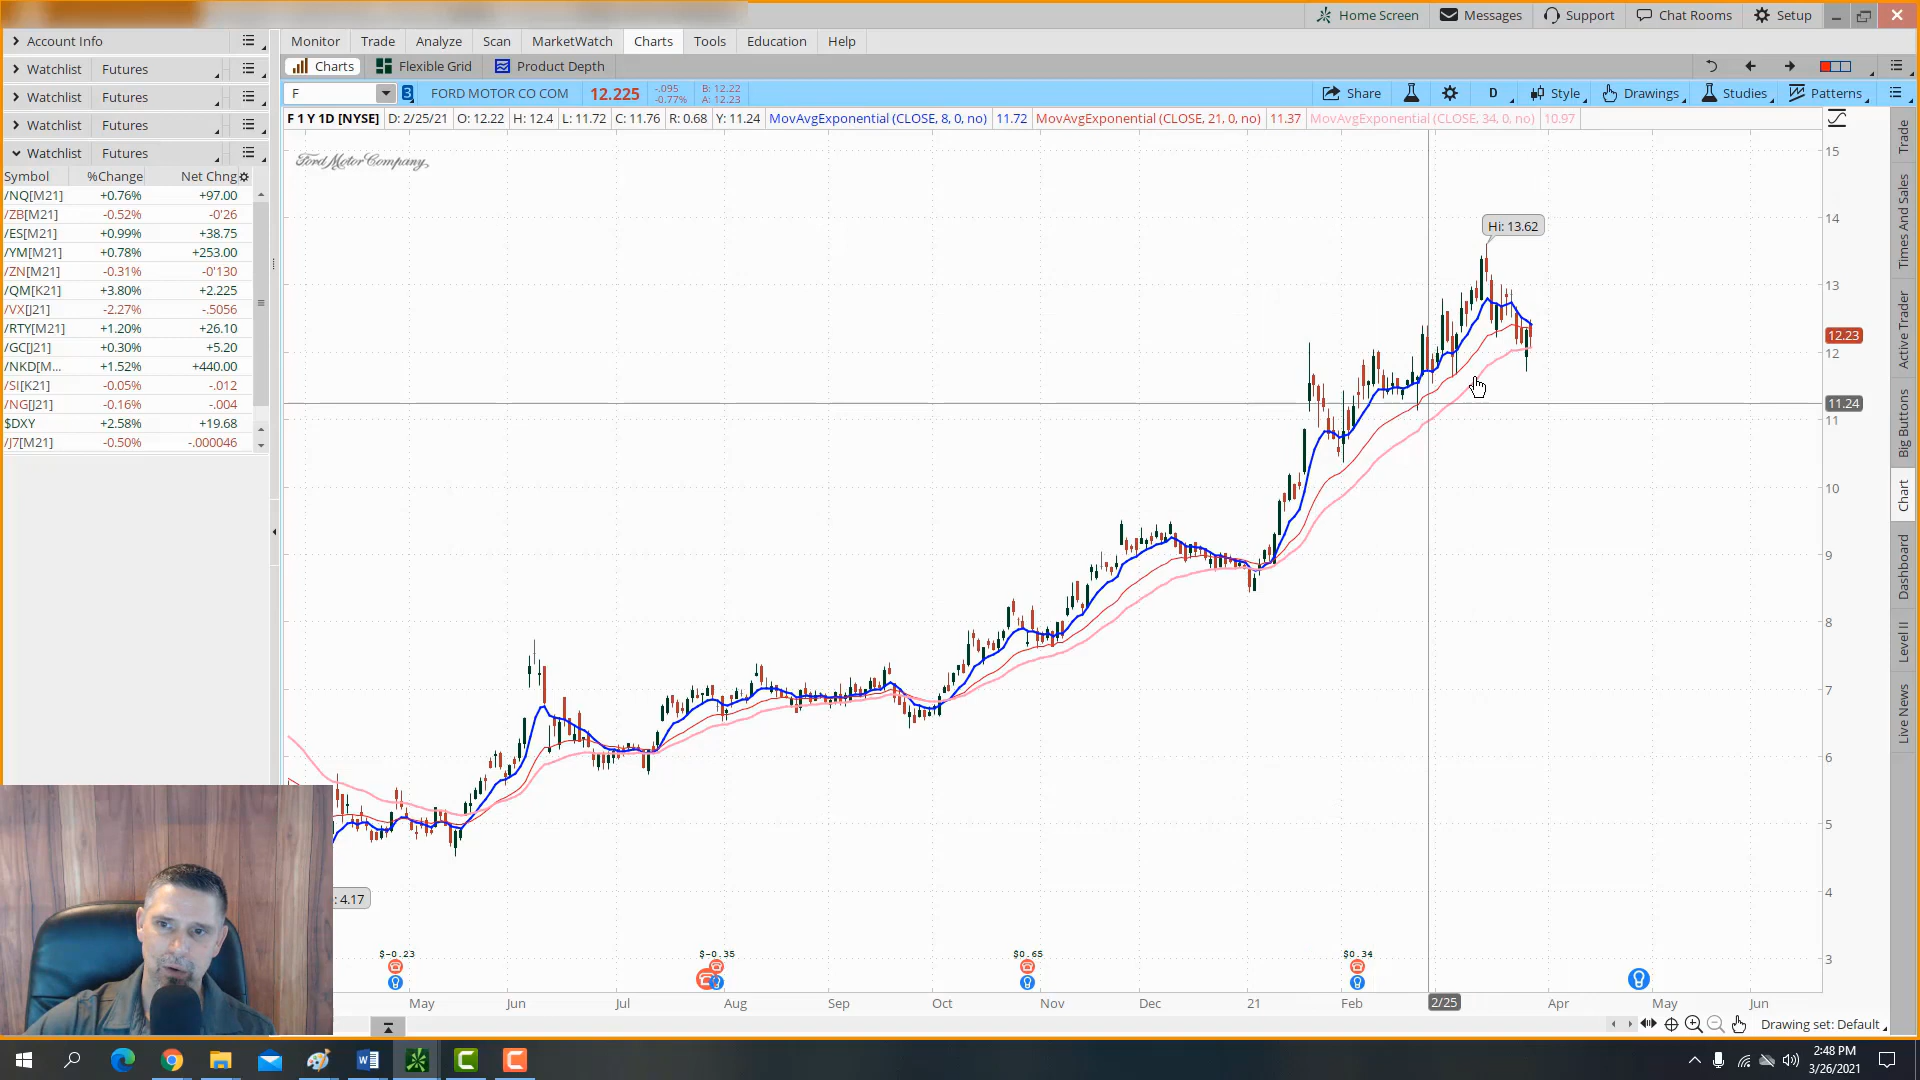 Home Screen Messages Support Chat Rooms Setup
Account Info
Monitor Trade Analyze Scan MarketWatch Charts Tools Education Help
Watchlist Futures
Charts Flexible Grid Product Depth
Watchlist Futures
F 3 FORD MOTOR CO COM 12.225 -.095 -0.77% B: 12.22 A: 12.23 Share D Style Drawings Studies Patterns
Watchlist Futures
F 1 Y 1D [NYSE] D: 2/25/21 O: 12.22 H: 12.4 L: 11.72 C: 11.76 R: 0.68 Y: 11.24 MovAvgExponential (CLOSE, 8, 0, no) 11.72 MovAvgExponential (CLOSE, 21, 0, no) 11.37 MovAvgExponential (CLOSE, 34, 0, no) 10.97
Watchlist Futures
Symbol %Change Net Chng
/NQ[M21] +0.76% +97.00
/ZB[M21] -0.52% -0'26
/ES[M21] +0.99% +38.75
/YM[M21] +0.78% +253.00
/ZN[M21] -0.31% -0'130
/QM[K21] +3.80% +2.225
/VX[J21] -2.27% -.5056
/RTY[M21] +1.20% +26.10
/GC[J21] +0.30% +5.20
/NKD[M... +1.52% +440.00
/SI[K21] -0.05% -.012
/NG[J21] -0.16% -.004
$DXY +2.58% +19.68
/J7[M21] -0.50% -.000046
Ford Motor Company
Hi: 13.62
15
14
13
12.23
12
11.24
11
10
9
8
7
6
5
4
3
: 4.17
$-0.23 $-0.35 $0.65 $0.34
May Jun Jul Aug Sep Oct Nov Dec 21 Feb 2/25 Apr May Jun
Drawing set: Default
Trade
Times And Sales
Active Trader
Big Buttons
Chart
Dashboard
Level II
Live News
2:48 PM
3/26/2021